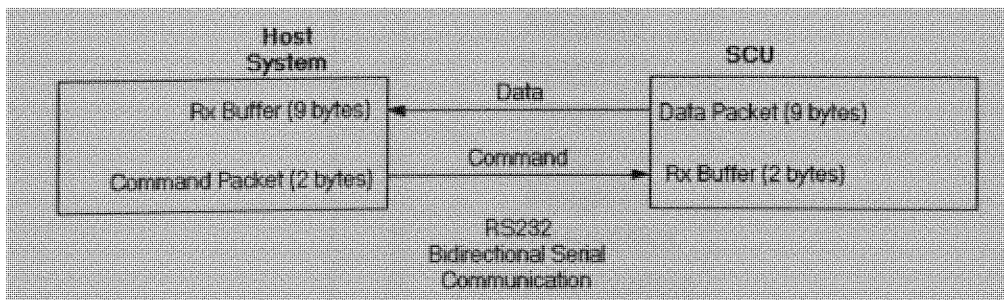 Host
System
SCU
Data
Rx Buffer (9 bytes)
Data Packet (9 bytes)
Command
Command Packet (2 bytes)
Rx Buffer (2 bytes)
RS232
Bidirectional Serial
Communication